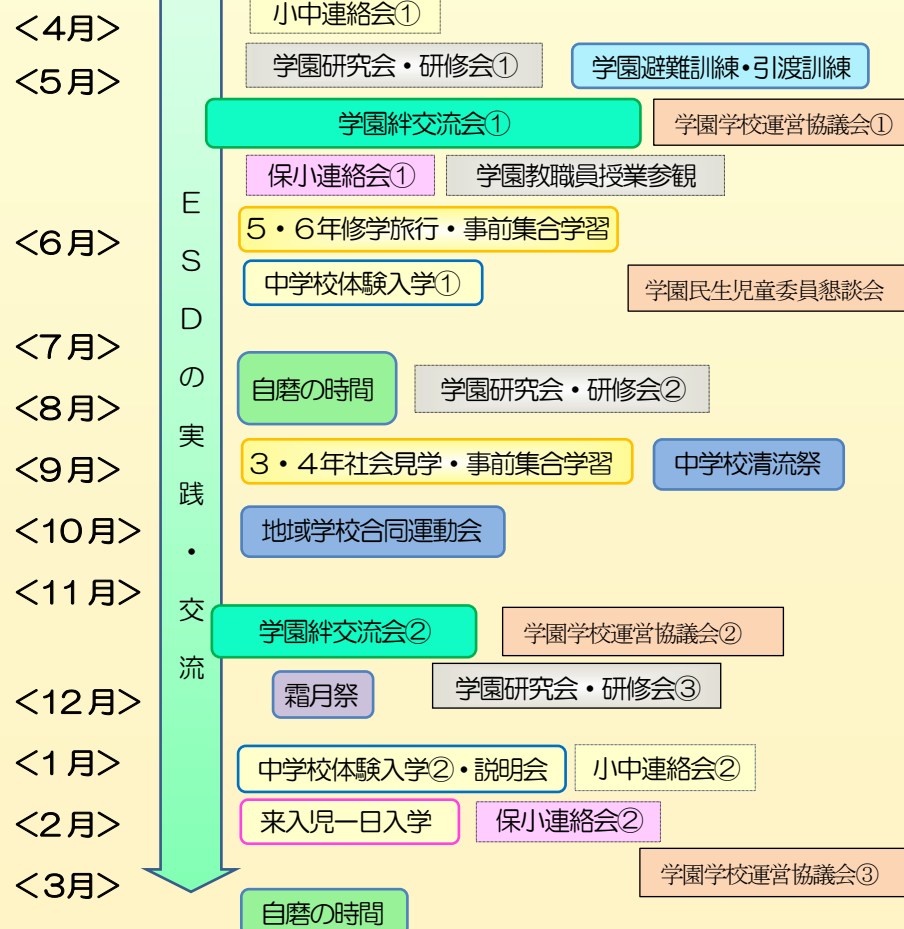 <4月>
小中連絡会①
<5月>
学園研究会・研修会①
学園避難訓練・引渡訓練
学園絆交流会①
学園学校運営協議会①
保小連絡会①
学園教職員授業参観
<6月>
5・6年修学旅行・事前集合学習
中学校体験入学①
学園民生児童委員懇談会
<7月>
自磨の時間
学園研究会・研修会②
<8月>
<9月>
3・4年社会見学・事前集合学習
中学校清流祭
<10月>
地域学校合同運動会
<11月>
学園絆交流会②
学園学校運営協議会②
<12月>
霜月祭
学園研究会・研修会③
<1月>
中学校体験入学②・説明会
小中連絡会②
<2月>
来入児一日入学
保小連絡会②
<3月>
学園学校運営協議会③
自磨の時間
ESDの実践・交流